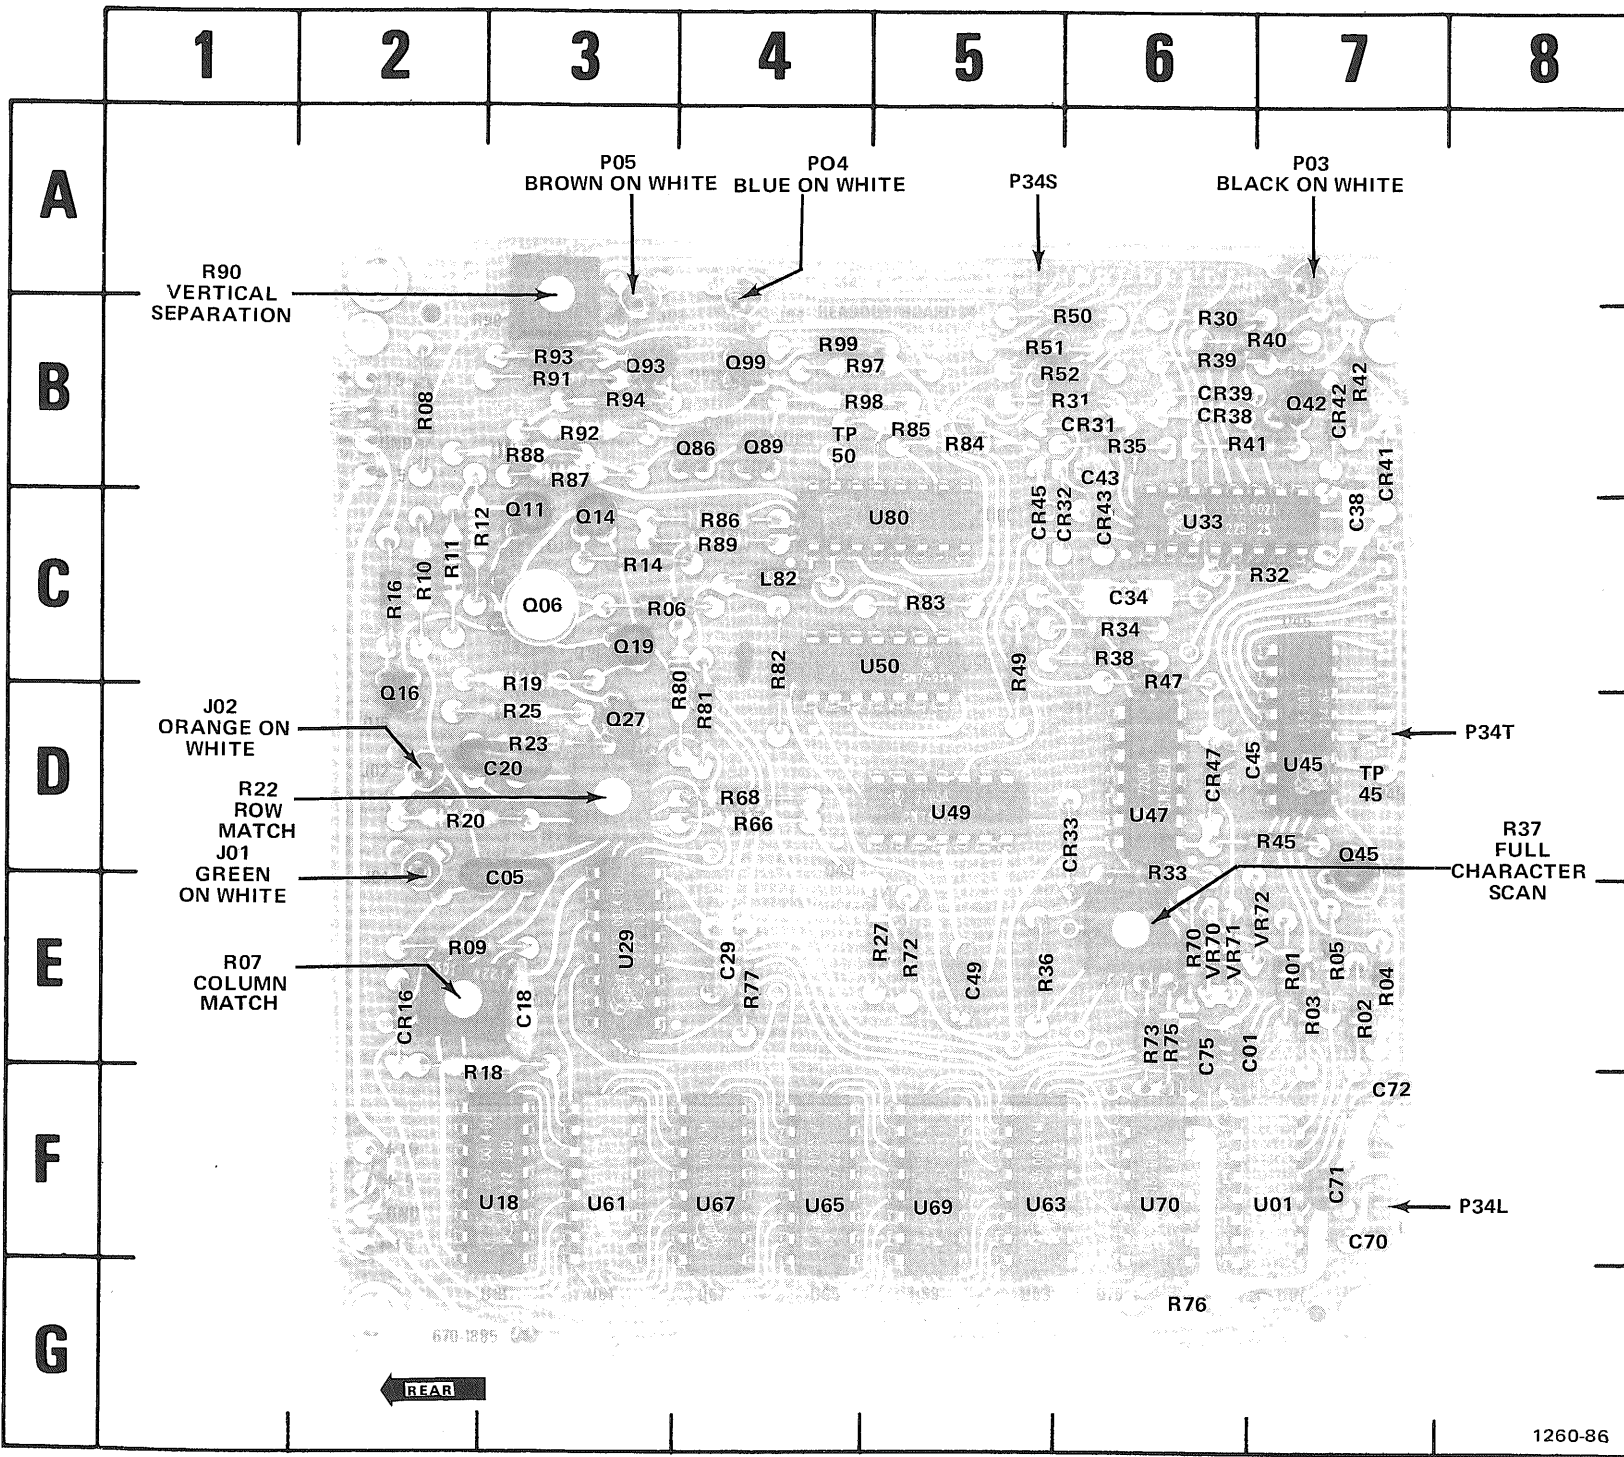 1 2 3 4 5 6 7 8
A
P05
BROWN ON WHITE
PO4
BLUE ON WHITE
P34S
P03
BLACK ON WHITE
R90
VERTICAL
SEPARATION
B
R50 R30
R99 R51 R40
R93 Q93 Q99 R97 R52 R39
R91 R42
R94 R98 R31 CR39 Q42 CR42
R08 CR38
R92 TP R85 CR31
50
Q86 Q89 R84 R35 R41
R88
R87 C43 CR41
C
Q11 Q14 R86 U80 CR45 CR32 CR43 U33 C38
R12
R89
R11 R14
R10 L82 R32
R16 Q06 R06 R83 C34
R34
Q19 U50 R38
R49
R19 R80 R82 R47
Q16
R81
D
J02
ORANGE ON
WHITE
R25 Q27
P34T
R23
C20 CR47 C45 U45 TP
45
J02
R22
ROW
MATCH
R68
R66 U49 U47
R20 CR33
R45
Q45
R37
FULL
CHARACTER
SCAN
J01
GREEN
ON WHITE
C05 R33
E
R09 U29 C29 R27 R72 R70 VR70 VR71 VR72
R07
COLUMN
MATCH
R77 C49 R36 R01 R05
R04
CR16 C18 R03 R02
R73 R75 C75 C01
R18
C72
F
U18 U61 U67 U65 U69 U63 U70 U01 C71
P34L
C70
G
R76
670-1895
REAR
1260-86